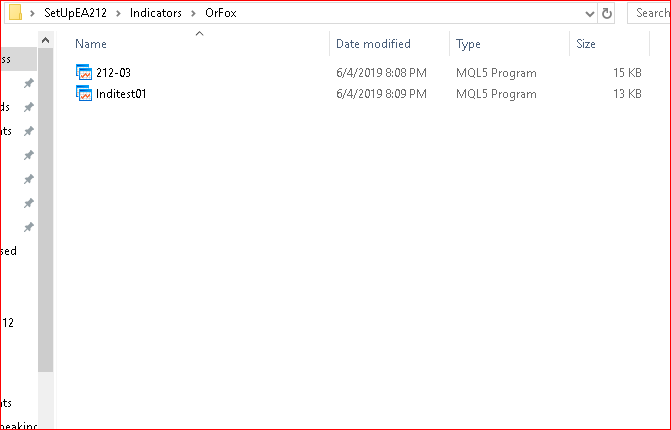 SetUpEA212 > Indicators > OrFox Search
Name Date modified Type Size
ss
212-03 6/4/2019 8:08 PM MQL5 Program 15 KB
Inditest01 6/4/2019 8:09 PM MQL5 Program 13 KB
ds
ts
sed
12
ts
eaking